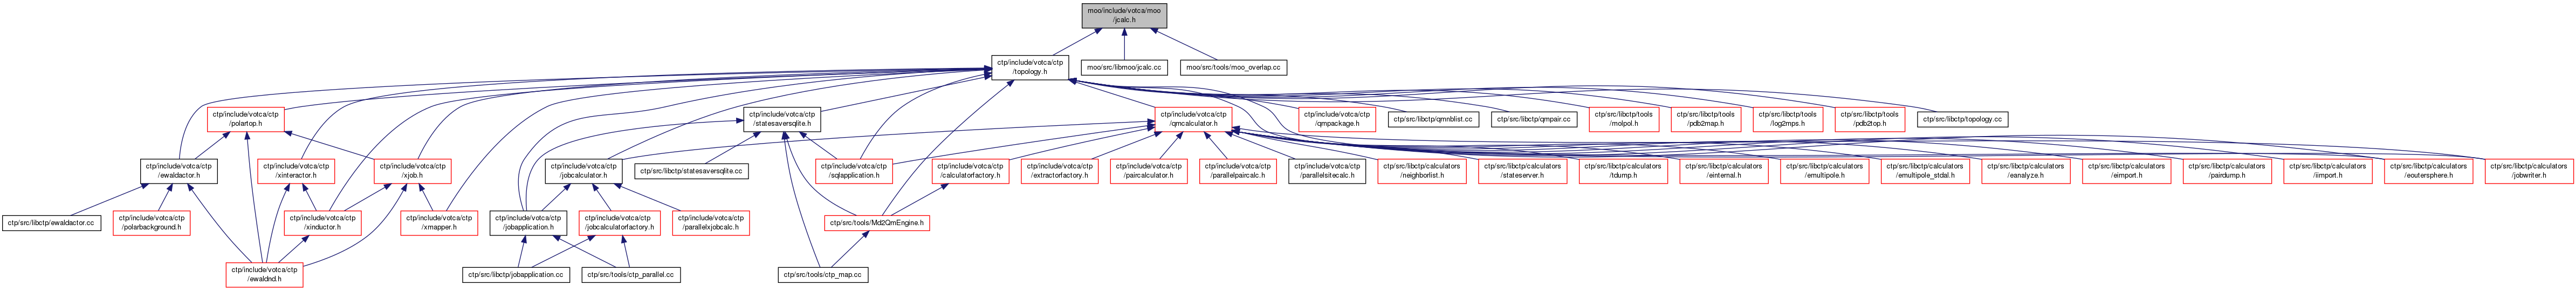 moo/include/votca/moo
/jcalc.h
ctp/include/votca/ctp
/topology.h
moo/src/libmoo/jcalc.cc
moo/src/tools/moo_overlap.cc
ctp/include/votca/ctp
/polartop.h
ctp/include/votca/ctp
/statesaversqlite.h
ctp/include/votca/ctp
/qmcalculator.h
ctp/include/votca/ctp
/qmpackage.h
ctp/src/libctp/qmnblist.cc
ctp/src/libctp/qmpair.cc
ctp/src/libctp/tools
/molpol.h
ctp/src/libctp/tools
/pdb2map.h
ctp/src/libctp/tools
/log2mps.h
ctp/src/libctp/tools
/pdb2top.h
ctp/src/libctp/topology.cc
ctp/include/votca/ctp
/ewaldactor.h
ctp/include/votca/ctp
/xinteractor.h
ctp/include/votca/ctp
/xjob.h
ctp/include/votca/ctp
/jobcalculator.h
ctp/src/libctp/statesaversqlite.cc
ctp/include/votca/ctp
/sqlapplication.h
ctp/include/votca/ctp
/calculatorfactory.h
ctp/include/votca/ctp
/extractorfactory.h
ctp/include/votca/ctp
/paircalculator.h
ctp/include/votca/ctp
/parallelpaircalc.h
ctp/include/votca/ctp
/parallelsitecalc.h
ctp/src/libctp/calculators
/neighborlist.h
ctp/src/libctp/calculators
/stateserver.h
ctp/src/libctp/calculators
/tdump.h
ctp/src/libctp/calculators
/einternal.h
ctp/src/libctp/calculators
/emultipole.h
ctp/src/libctp/calculators
/emultipole_stdal.h
ctp/src/libctp/calculators
/eanalyze.h
ctp/src/libctp/calculators
/eimport.h
ctp/src/libctp/calculators
/pairdump.h
ctp/src/libctp/calculators
/iimport.h
ctp/src/libctp/calculators
/eoutersphere.h
ctp/src/libctp/calculators
/jobwriter.h
ctp/src/libctp/ewaldactor.cc
ctp/include/votca/ctp
/polarbackground.h
ctp/include/votca/ctp
/xinductor.h
ctp/include/votca/ctp
/xmapper.h
ctp/include/votca/ctp
/jobapplication.h
ctp/include/votca/ctp
/jobcalculatorfactory.h
ctp/include/votca/ctp
/parallelxjobcalc.h
ctp/src/tools/Md2QmEngine.h
ctp/include/votca/ctp
/ewaldnd.h
ctp/src/libctp/jobapplication.cc
ctp/src/tools/ctp_parallel.cc
ctp/src/tools/ctp_map.cc